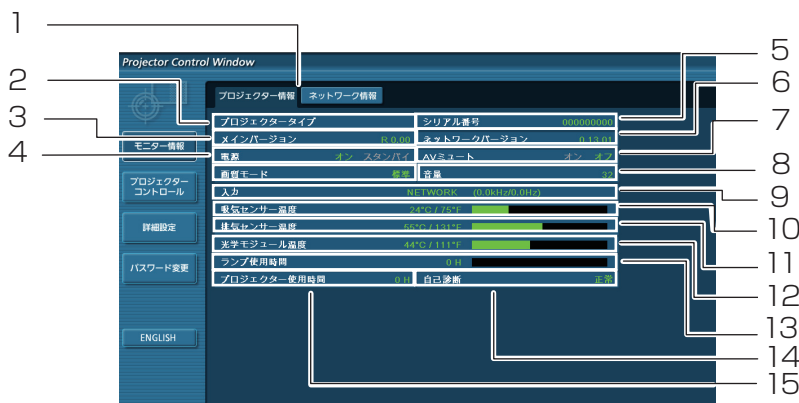 1
Projector Control Window
プロジェクター情報 ネットワーク情報
2
3
4
5
6
7
8
9
10
11
12
13
14
15
モニター情報
プロジェクター
コントロール
詳細設定
パスワード変更
ENGLISH
プロジェクタータイプ シリアル番号 000000000
メインバージョン R 0.00 ネットワークバージョン 0.13.01
電源 オン スタンバイ AVミュート オン オフ
画質モード 標準 音量 32
入力 NETWORK (0.0kHz/0.0Hz)
吸気センサー温度 24°C / 75°F
排気センサー温度 55°C / 131°F
光学モジュール温度 44°C / 111°F
ランプ使用時間 0 H
プロジェクター使用時間 0 H 自己診断 正常